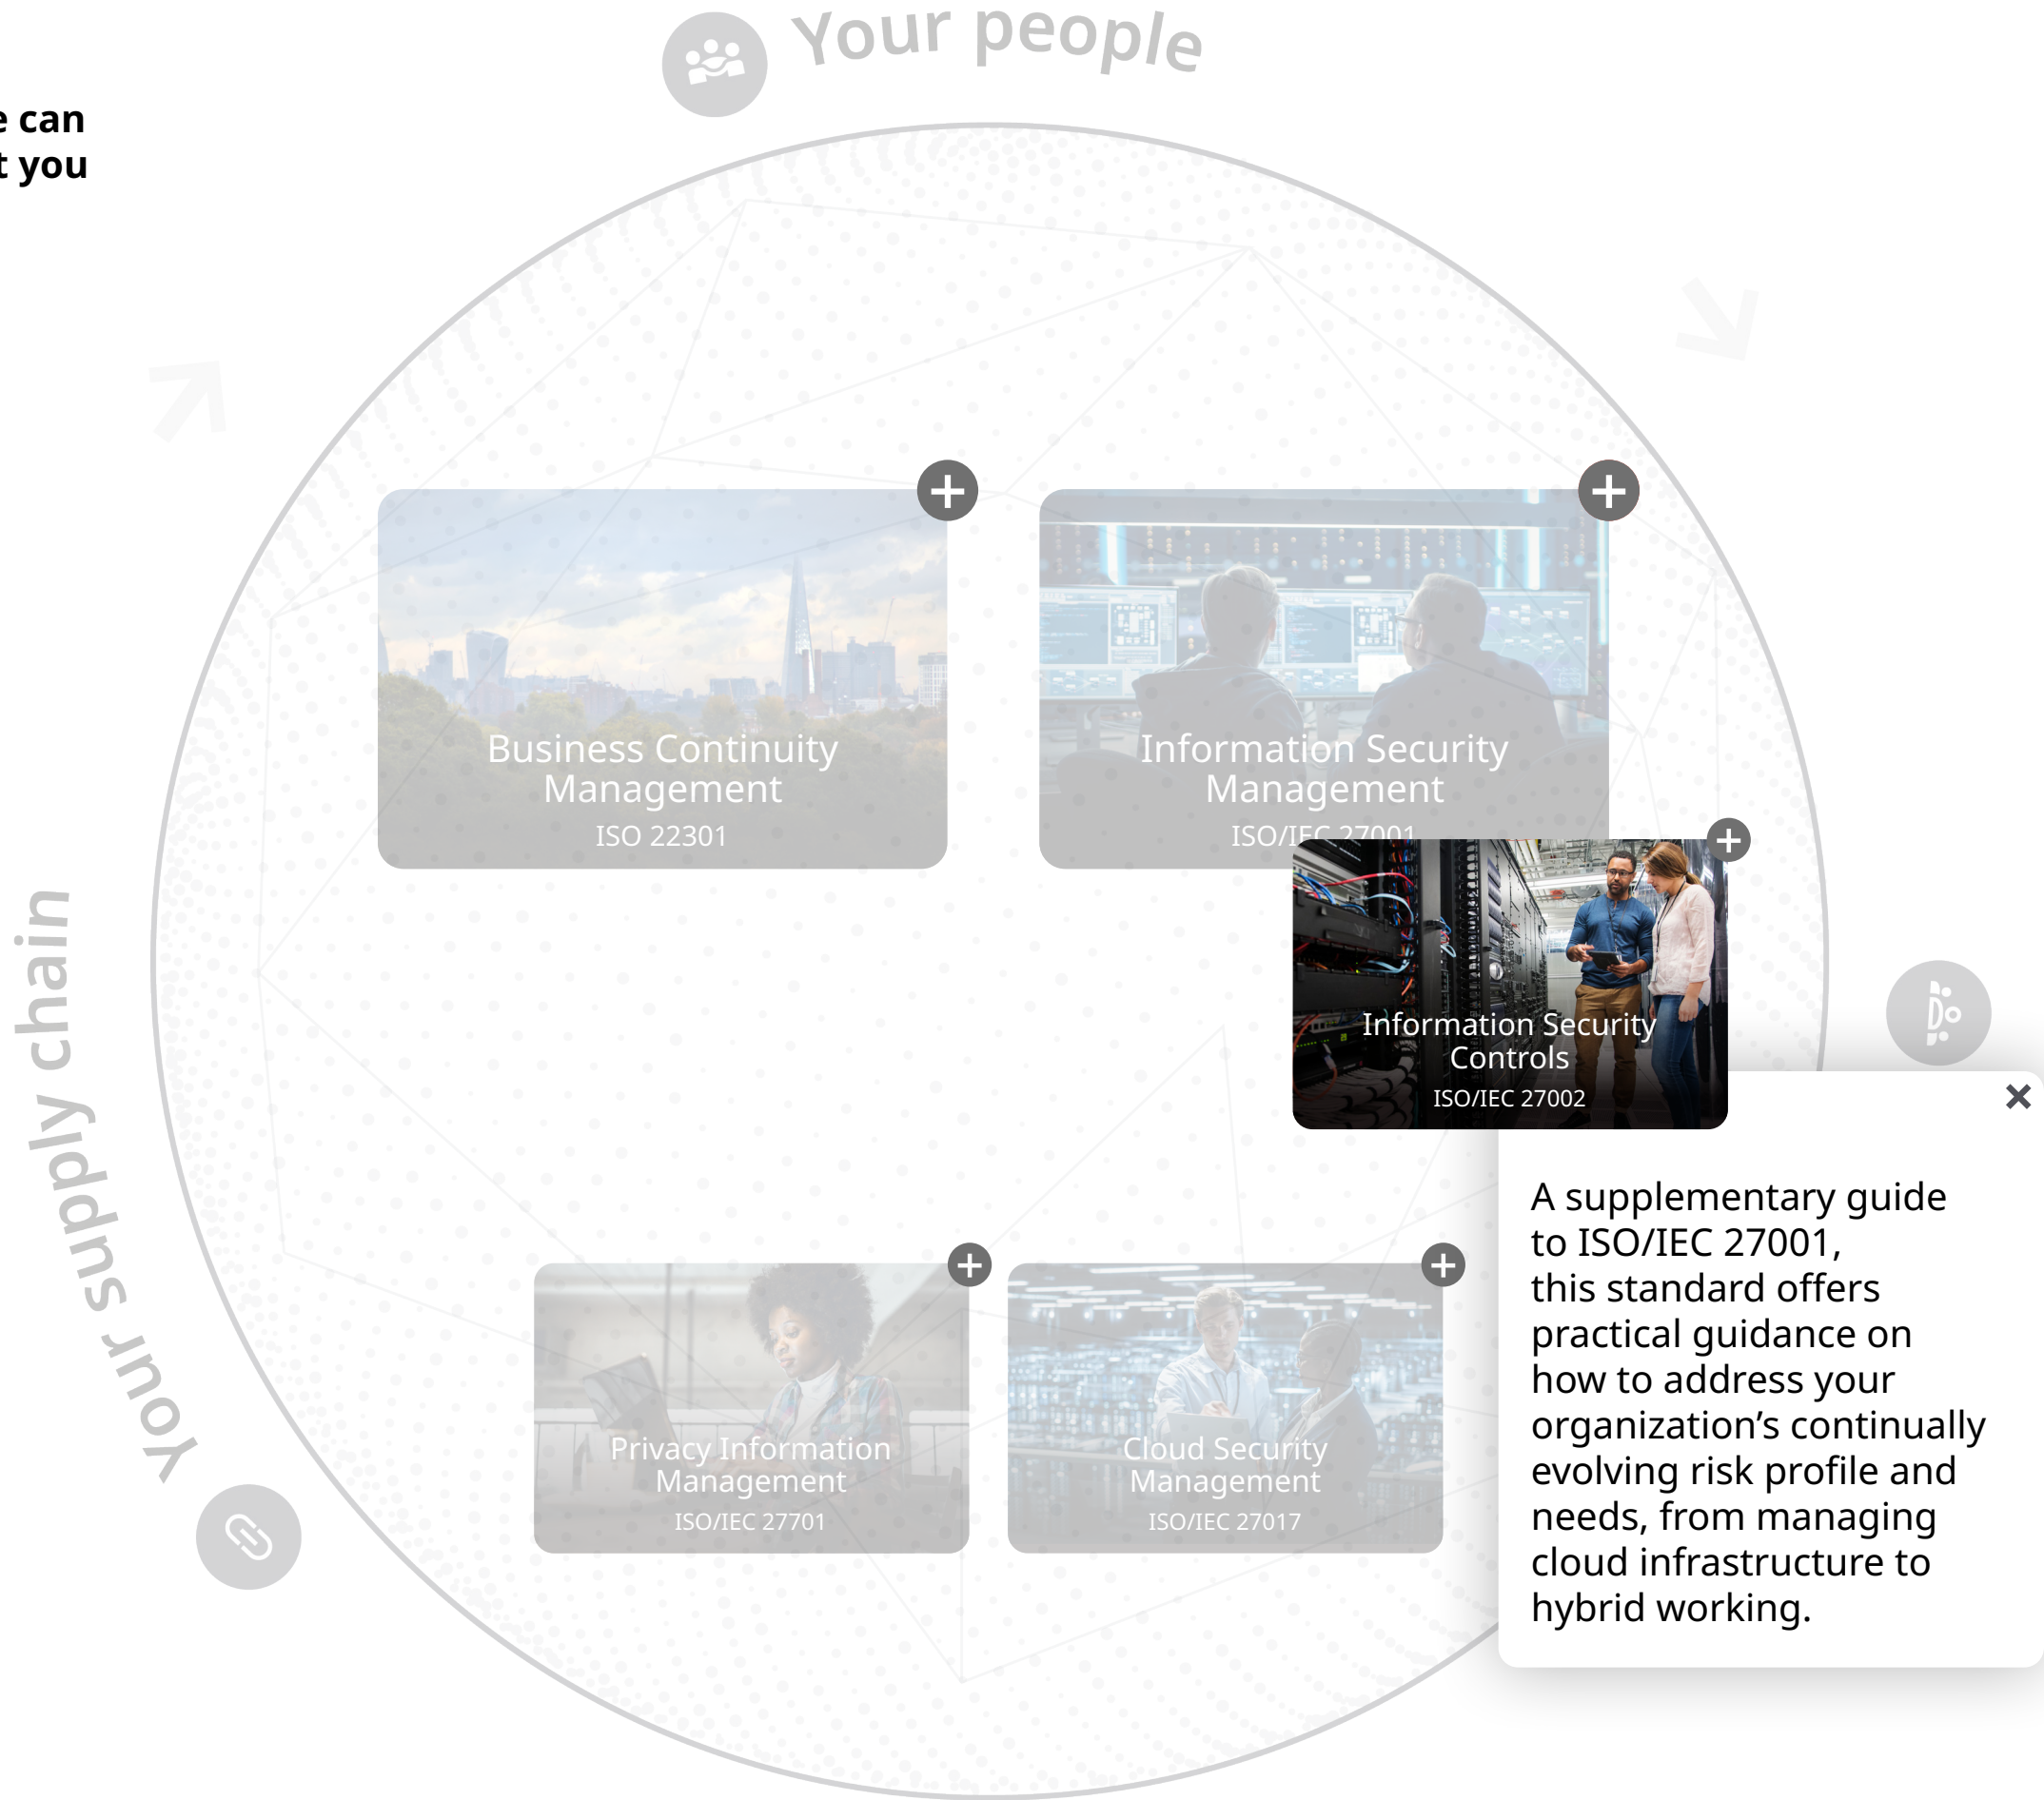 Your people
e can
t you
Business Continuity
Management
ISO 22301
Information Security
Management
ISO/IEC 27001
Information Security
Controls
ISO/IEC 27002
Your supply chain
A supplementary guide
to ISO/IEC 27001,
this standard offers
practical guidance on
how to address your
organization’s continually
evolving risk profile and
needs, from managing
cloud infrastructure to
hybrid working.
Privacy Information
Management
ISO/IEC 27701
Cloud Security
Management
ISO/IEC 27017